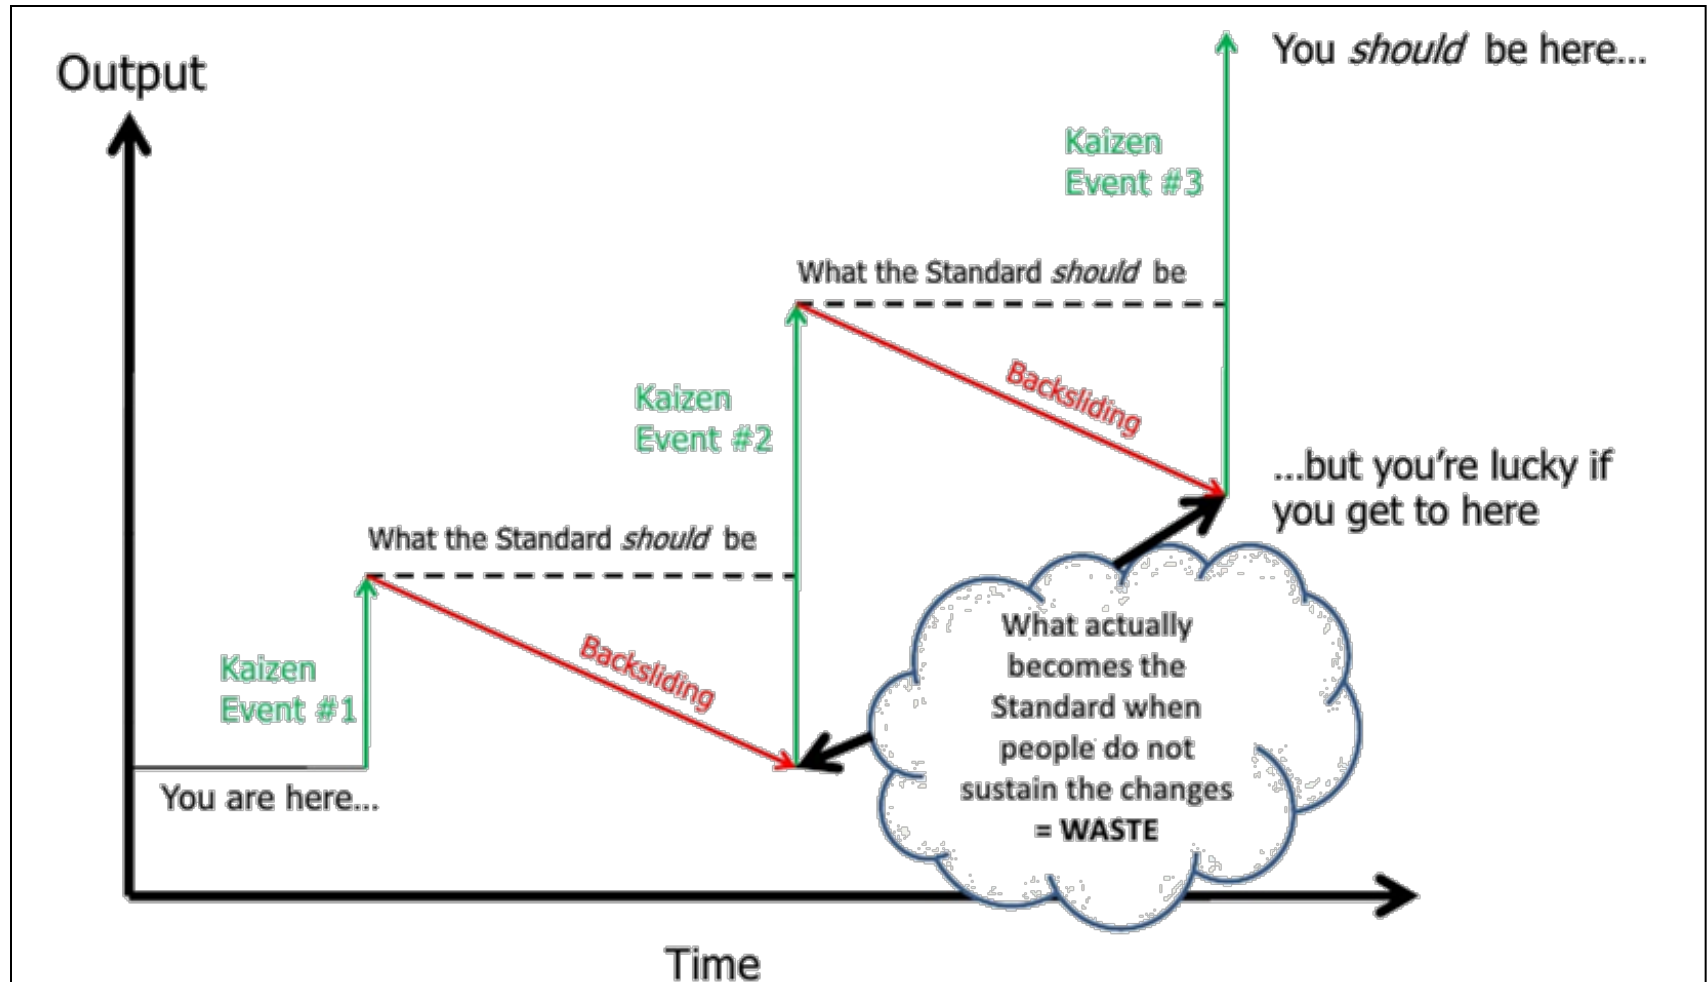 Output
You should be here...
Kaizen
Event #3
What the Standard should be
Backsliding
Kaizen
Event #2
...but you're lucky if
you get to here
What the Standard should be
Backsliding
Kaizen
Event #1
You are here...
What actually
becomes the
Standard when
people do not
sustain the changes
= WASTE
Time